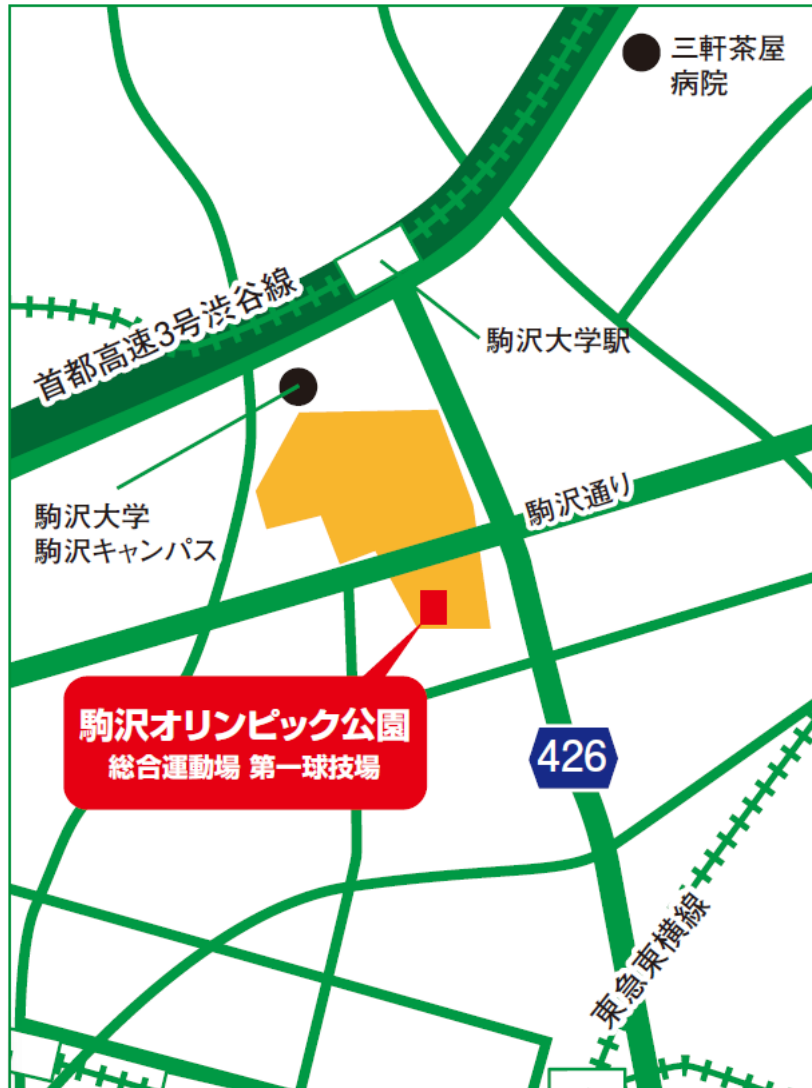 三軒茶屋
病院
首都高速3号渋谷線
駒沢大学駅
駒沢大学
駒沢キャンパス
駒沢通り
駒沢オリンピック公園
総合運動場 第一球技場
426
東急東横線